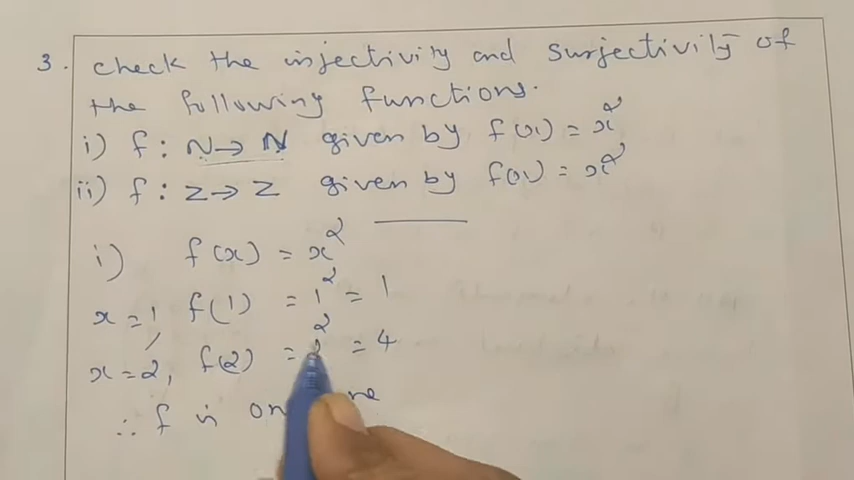 3. check the injectivity and surjectivity of
the following functions.
i) f : N → N given by f(x) = x²
ii) f : Z → Z given by f(x) = x²
i) f(x) = x²
x = 1, f(1) = 1² = 1
x = 2, f(2) = 2² = 4
∴ f is